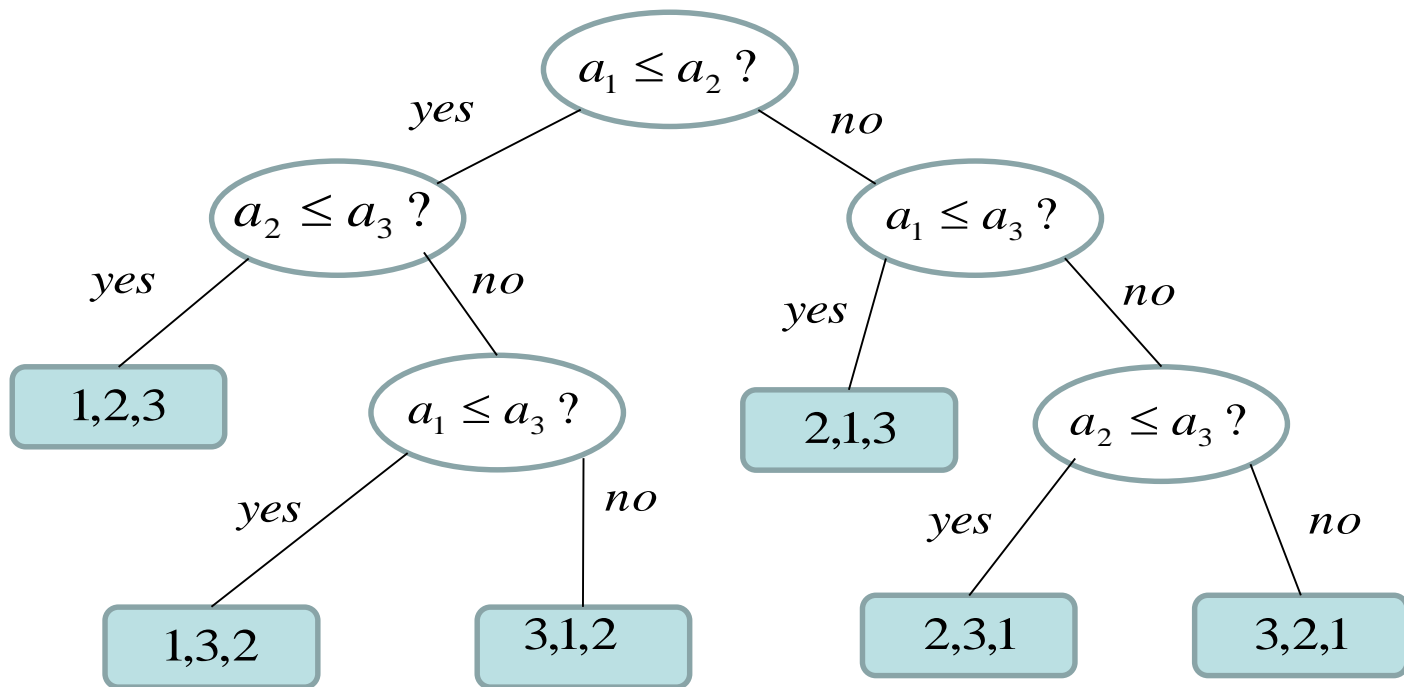 a₁ ≤ a₂ ?
yes
no
a₂ ≤ a₃ ?
a₁ ≤ a₃ ?
yes
no
yes
no
1,2,3
a₁ ≤ a₃ ?
2,1,3
a₂ ≤ a₃ ?
yes
no
yes
no
1,3,2
3,1,2
2,3,1
3,2,1